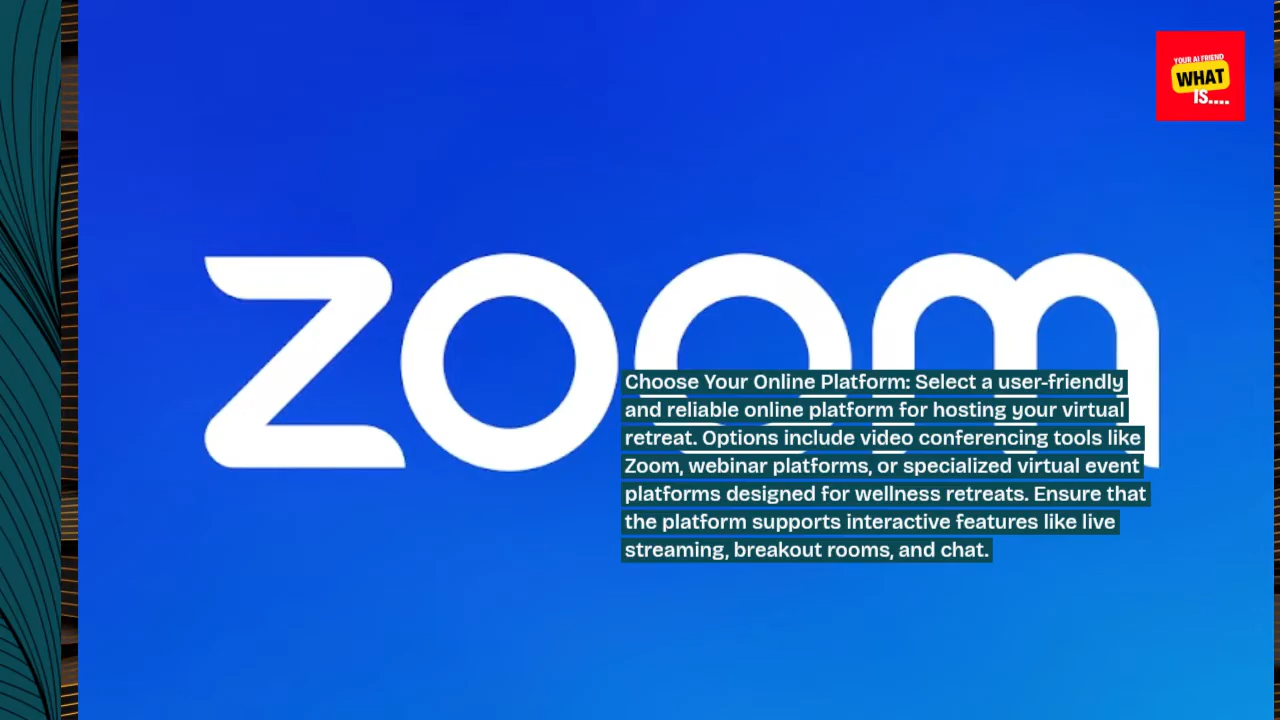 YOUR AI FRIEND
WHAT
IS....
zoom
Choose Your Online Platform: Select a user-friendly
and reliable online platform for hosting your virtual
retreat. Options include video conferencing tools like
Zoom, webinar platforms, or specialized virtual event
platforms designed for wellness retreats. Ensure that
the platform supports interactive features like live
streaming, breakout rooms, and chat.